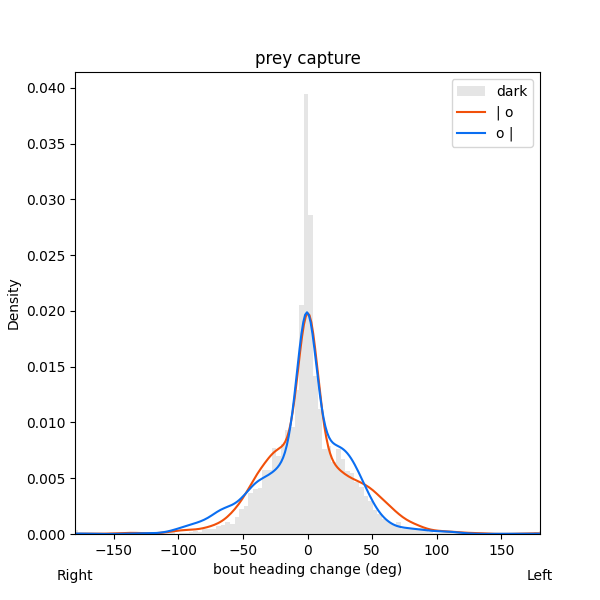 prey capture
0.040
0.035
0.030
0.025
0.020
0.015
0.010
0.005
0.000
Density
dark
| o
o |
−150
−100
−50
0
50
100
150
bout heading change (deg)
Right
Left